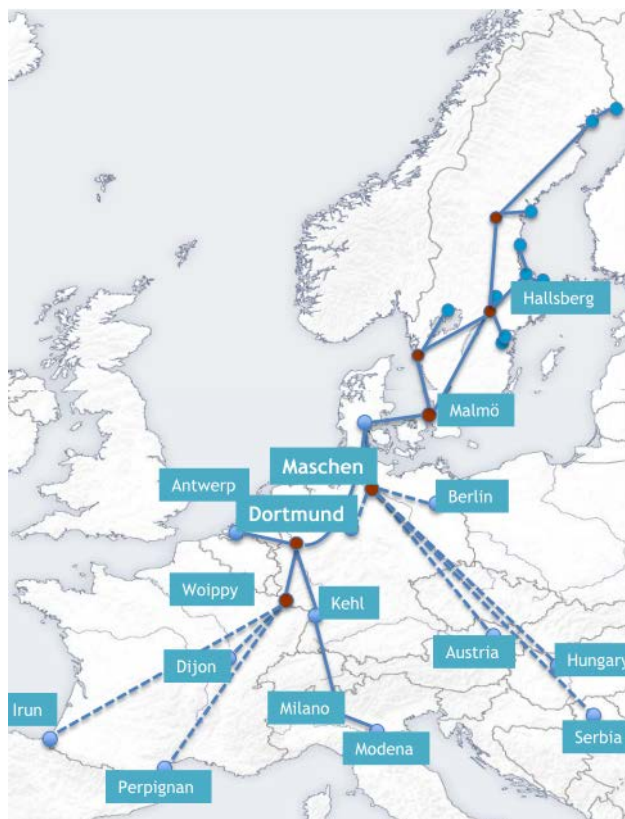 Hallsberg
Malmö
Maschen
Antwerp
Berlin
Dortmund
Woippy
Kehl
Dijon
Austria
Hungary
Irun
Milano
Serbia
Modena
Perpignan